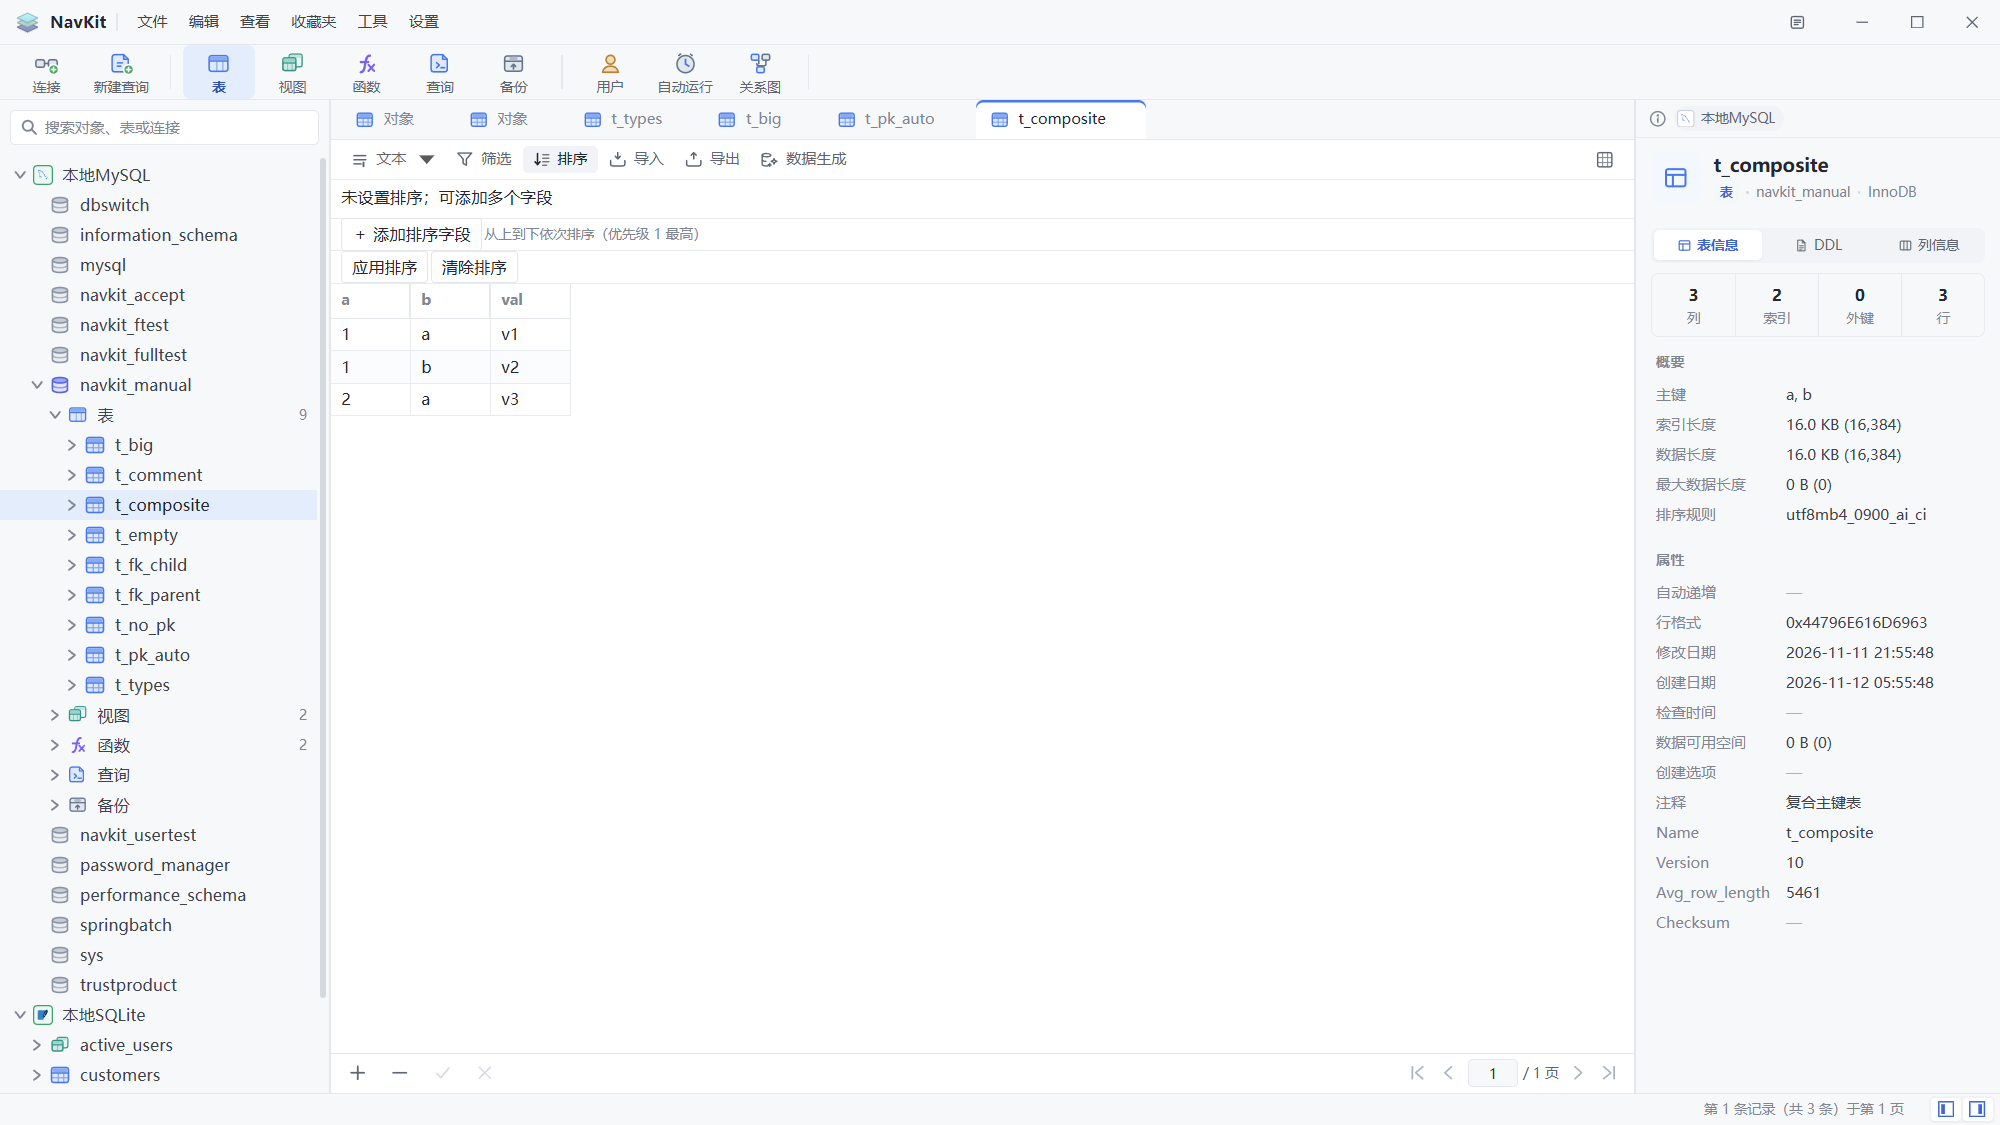 NavKit 文件 编辑 查看 收藏夹 工具 设置
连接 新建查询 表 视图 函数 查询 备份 用户 自动运行 关系图
搜索对象、表或连接
本地MySQL
dbswitch
information_schema
mysql
navkit_accept
navkit_ftest
navkit_fulltest
navkit_manual
表 9
t_big
t_comment
t_composite
t_empty
t_fk_child
t_fk_parent
t_no_pk
t_pk_auto
t_types
视图 2
函数 2
查询
备份
navkit_usertest
password_manager
performance_schema
springbatch
sys
trustproduct
本地SQLite
active_users
customers
对象 对象 t_types t_big t_pk_auto t_composite
文本 筛选 排序 导入 导出 数据生成
未设置排序；可添加多个字段
+ 添加排序字段 从上到下依次排序（优先级 1 最高）
应用排序 清除排序
a b val
1 a v1
1 b v2
2 a v3
1 / 1 页
本地MySQL
t_composite
表 · navkit_manual · InnoDB
表信息 DDL 列信息
3 2 0 3
列 索引 外键 行
概要
主键 a, b
索引长度 16.0 KB (16,384)
数据长度 16.0 KB (16,384)
最大数据长度 0 B (0)
排序规则 utf8mb4_0900_ai_ci
属性
自动递增 —
行格式 0x44796E616D6963
修改日期 2026-11-11 21:55:48
创建日期 2026-11-12 05:55:48
检查时间 —
数据可用空间 0 B (0)
创建选项 —
注释 复合主键表
Name t_composite
Version 10
Avg_row_length 5461
Checksum —
第 1 条记录（共 3 条）于第 1 页